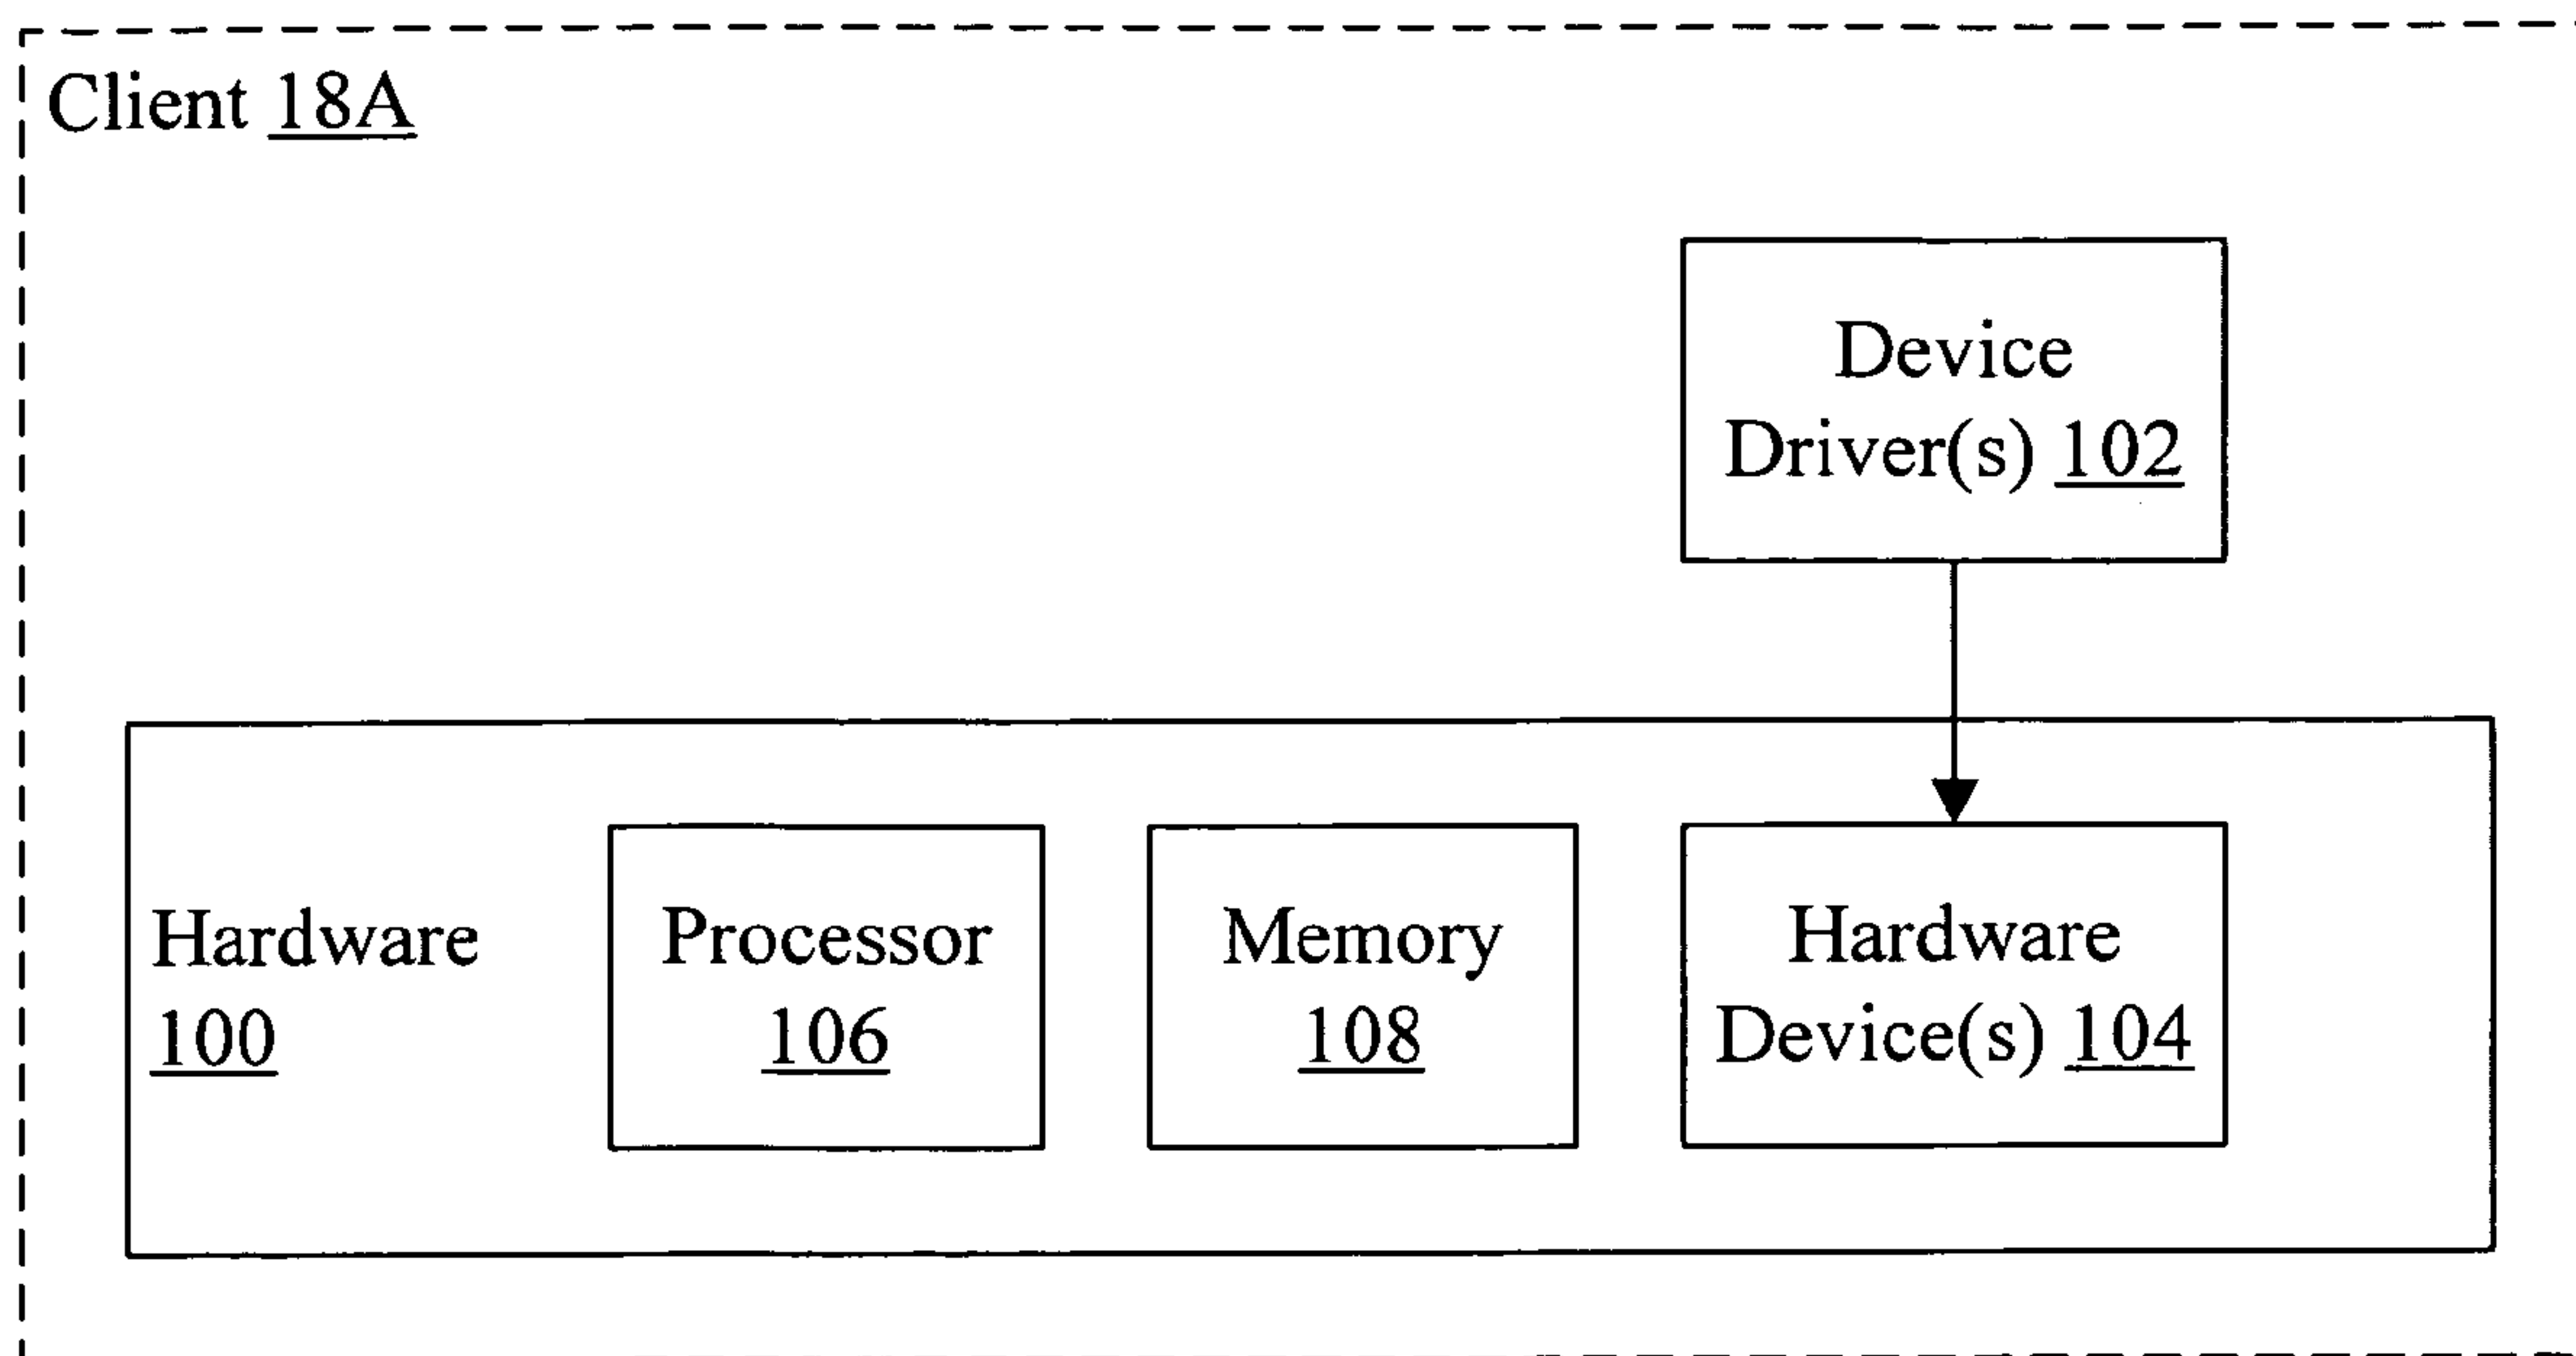 Client 18A
Device
Driver(s) 102
Hardware
100
Processor
106
Memory
108
Hardware
Device(s) 104